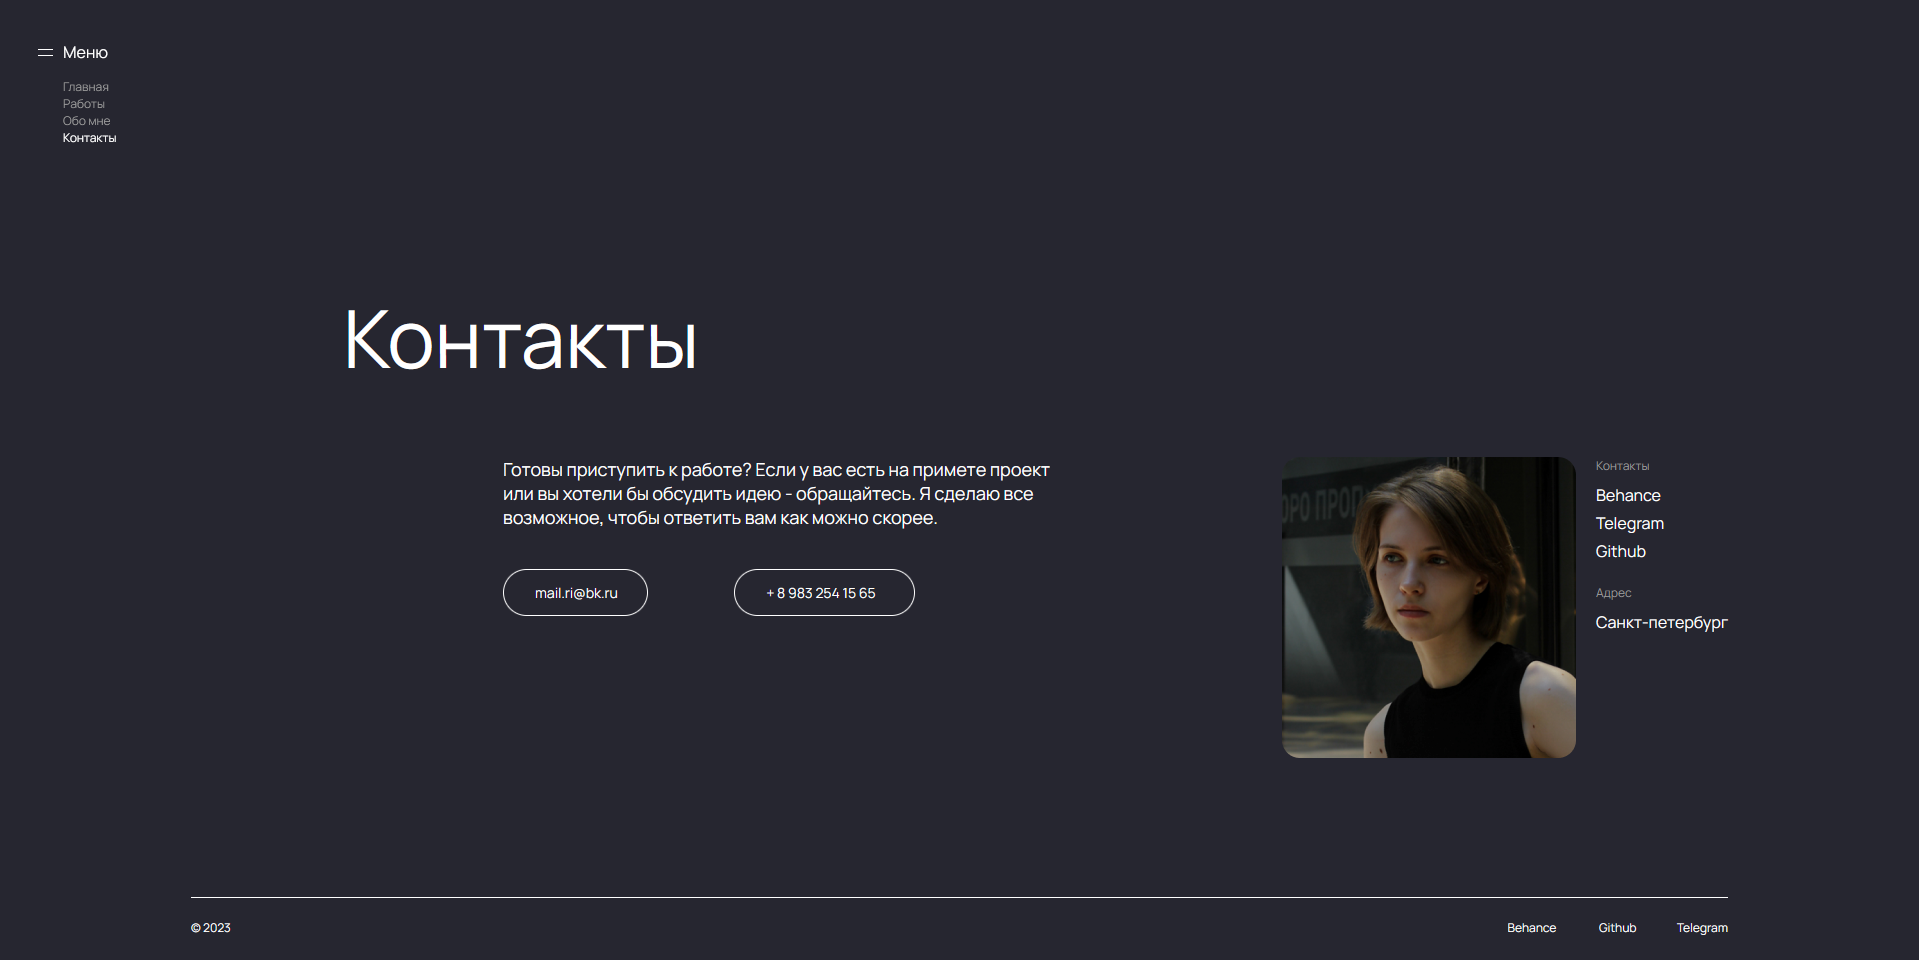 Меню
Главная
Работы
Обо мне
Контакты
Контакты
Готовы приступить к работе? Если у вас есть на примете проект
или вы хотели бы обсудить идею - обращайтесь. Я сделаю все
возможное, чтобы ответить вам как можно скорее.
mail.ri@bk.ru
+ 8 983 254 15 65
ОРО ПРОП
Контакты
Behance
Telegram
Github
Адрес
Санкт-петербург
© 2023
Behance
Github
Telegram